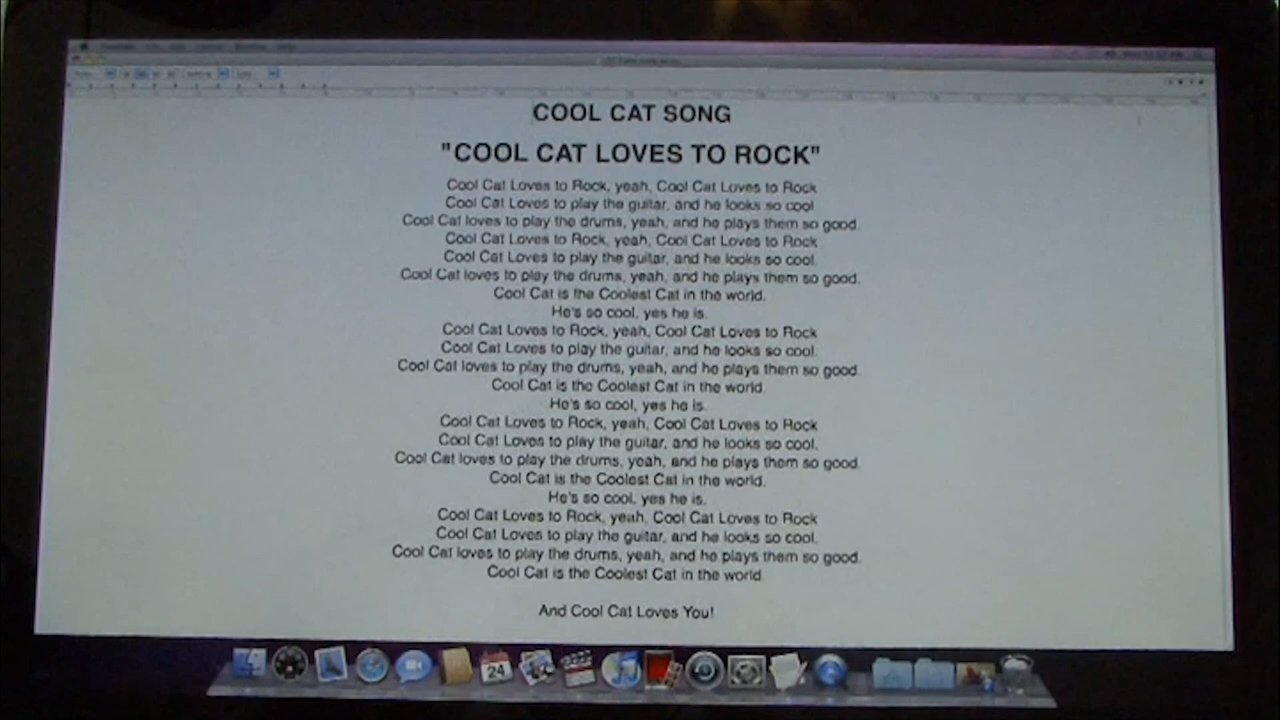 COOL CAT SONG
"COOL CAT LOVES TO ROCK"
Cool Cat Loves to Rock, yeah, Cool Cat Loves to Rock
Cool Cat Loves to play the guitar, and he looks so cool
Cool Cat loves to play the drums, yeah, and he plays them so good.
Cool Cat Loves to Rock, yeah, Cool Cat Loves to Rock
Cool Cat Loves to play the guitar, and he looks so cool.
Cool Cat loves to play the drums, yeah, and he plays them so good.
Cool Cat is the Coolest Cat in the world.
He's so cool, yes he is.
Cool Cat Loves to Rock, yeah, Cool Cat Loves to Rock
Cool Cat Loves to play the guitar, and he looks so cool.
Cool Cat loves to play the drums, yeah, and he plays them so good.
Cool Cat is the Coolest Cat in the world.
He's so cool, yes he is.
Cool Cat Loves to Rock, yeah, Cool Cat Loves to Rock
Cool Cat Loves to play the guitar, and he looks so cool.
Cool Cat loves to play the drums, yeah, and he plays them so good.
Cool Cat is the Coolest Cat in the world.
He's so cool, yes he is.
Cool Cat Loves to Rock, yeah, Cool Cat Loves to Rock
Cool Cat Loves to play the guitar, and he looks so cool.
Cool Cat loves to play the drums, yeah, and he plays them so good.
Cool Cat is the Coolest Cat in the world.
And Cool Cat Loves You!
24